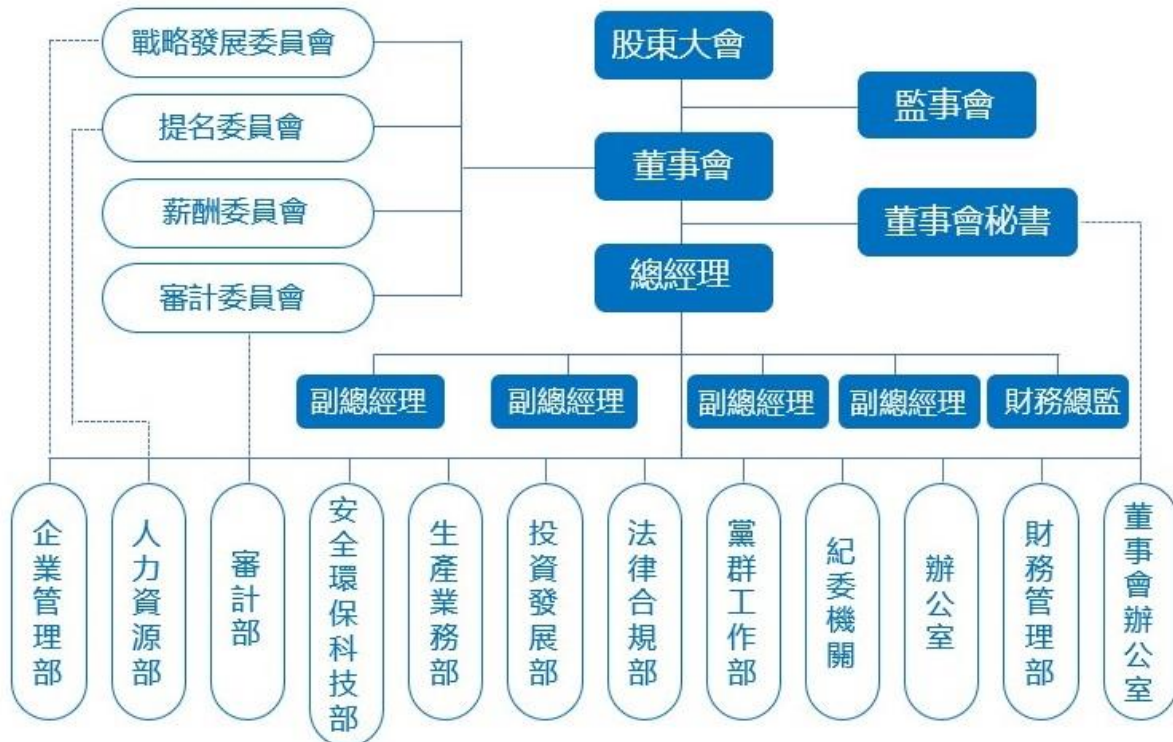 戰略發展委員會
股東大會
提名委員會
監事會
董事會
薪酬委員會
董事會秘書
總經理
審計委員會
副總經理
副總經理
副總經理
副總經理
財務總監
企業管理部
人力資源部
審計部
安全環保科技部
生產業務部
投資發展部
法律合規部
黨群工作部
紀委機關
辦公室
財務管理部
董事會辦公室